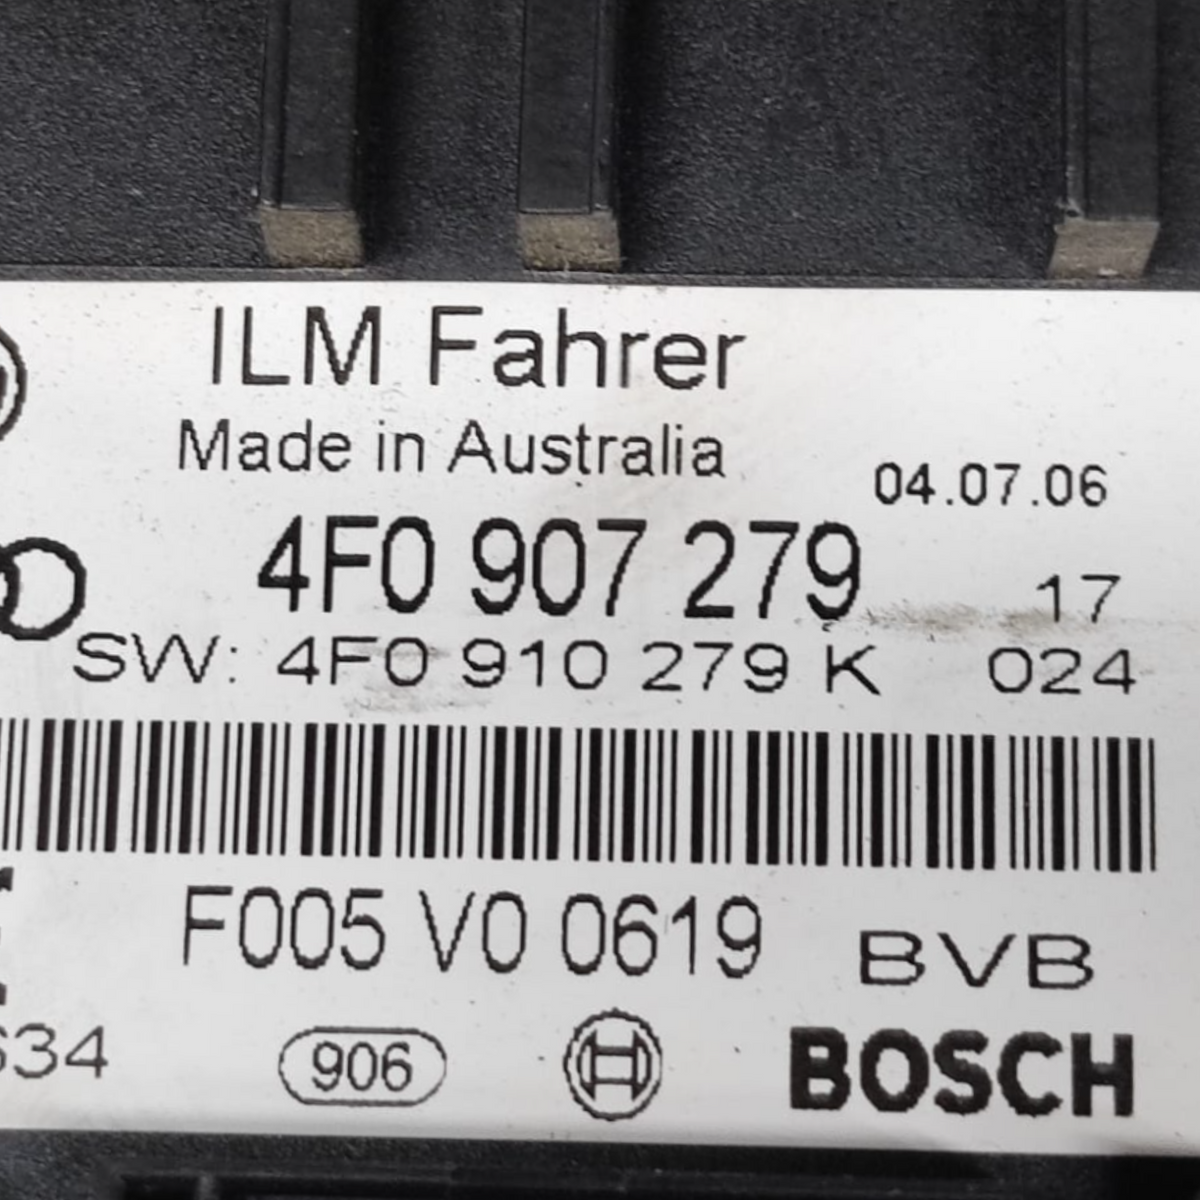 ILM Fahrer
Made in Australia
04.07.06
4F0 907 279
17
SW: 4F0 910 279 K 024
F005 V0 0619 BVB
34
906
BOSCH